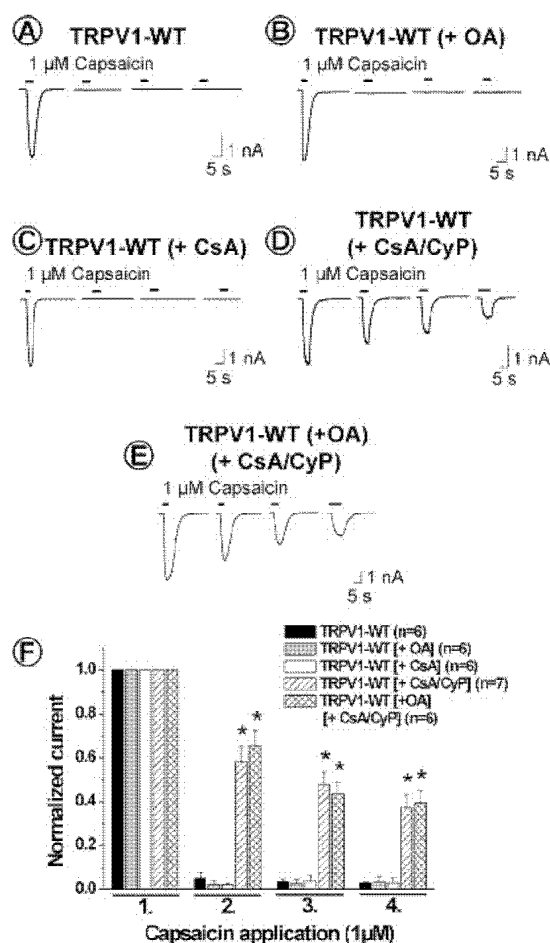 A TRPV1-WT
1 µM Capsaicin
1 nA
5 s
B TRPV1-WT (+ OA)
1 µM Capsaicin
1 nA
5 s
C TRPV1-WT (+ CsA)
1 µM Capsaicin
1 nA
5 s
D TRPV1-WT
(+ CsA/CyP)
1 µM Capsaicin
1 nA
5 s
E TRPV1-WT (+OA)
(+ CsA/CyP)
1 µM Capsaicin
1 nA
5 s
F
TRPV1-WT (n=6)
TRPV1-WT [+ OA] (n=6)
TRPV1-WT [+ CsA] (n=6)
TRPV1-WT [+ CsA/CyP] (n=7)
TRPV1-WT [+OA]
[+ CsA/CyP] (n=6)
Normalized current
1.0
0.8
0.6
0.4
0.2
0.0
* *
* *
* *
1. 2. 3. 4.
Capsaicin application (1µM)